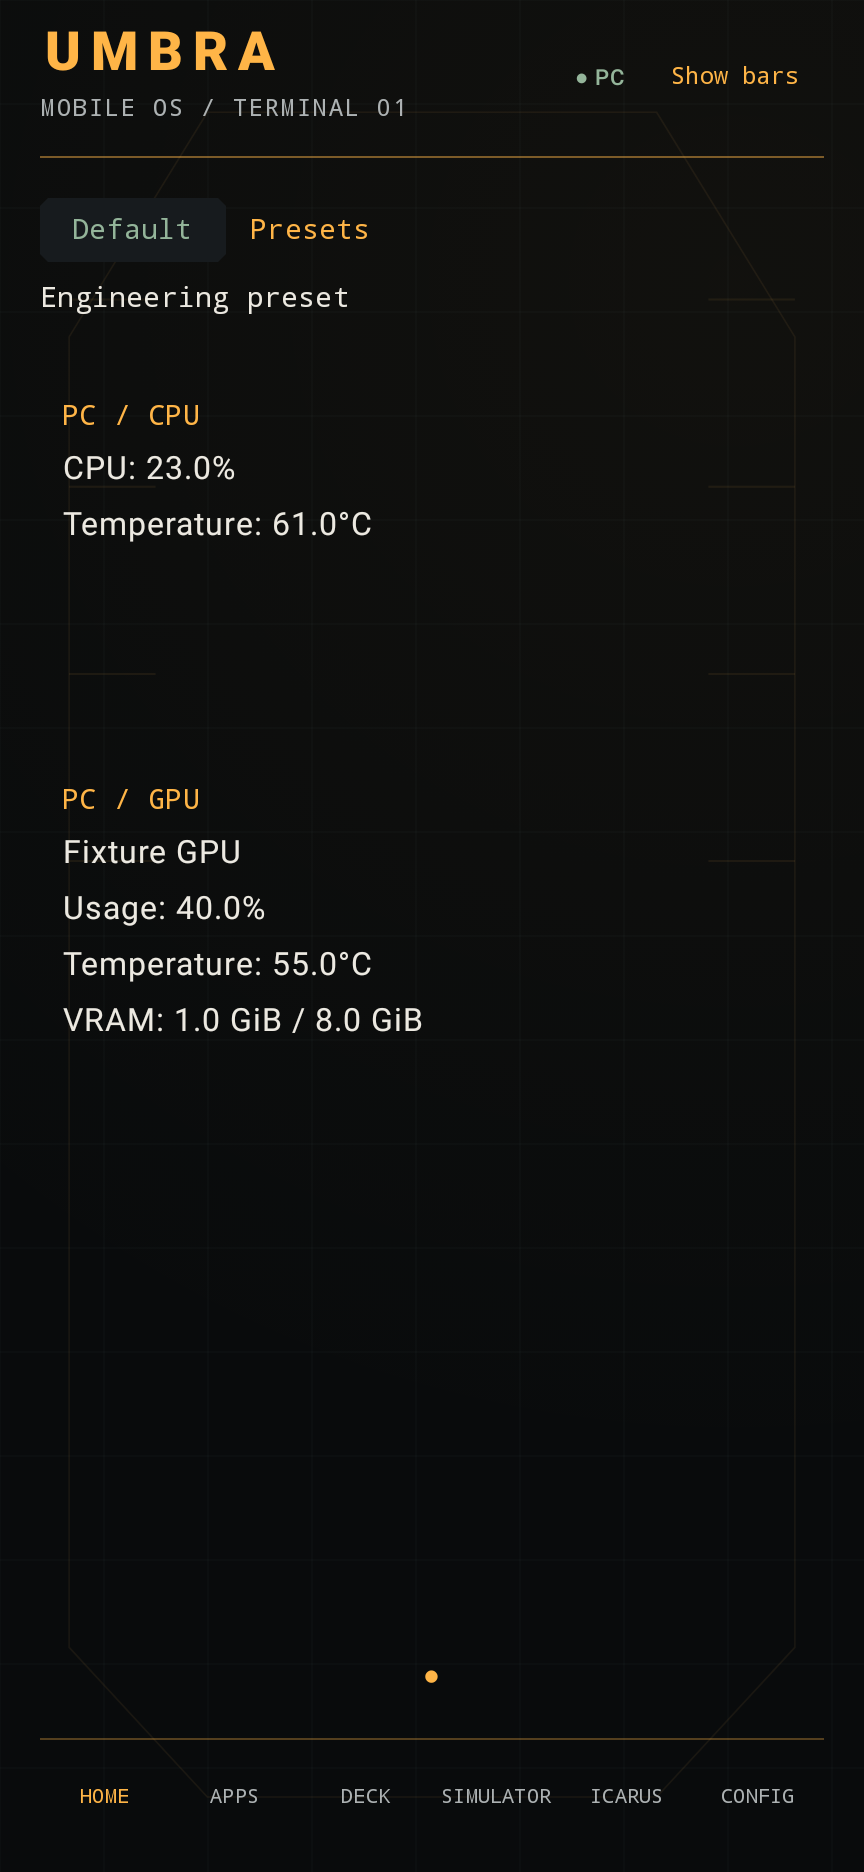 UMBRA
MOBILE OS / TERMINAL 01
● PC
Show bars
Default
Presets
Engineering preset
PC / CPU
CPU: 23.0%
Temperature: 61.0°C
PC / GPU
Fixture GPU
Usage: 40.0%
Temperature: 55.0°C
VRAM: 1.0 GiB / 8.0 GiB
HOME
APPS
DECK
SIMULATOR
ICARUS
CONFIG